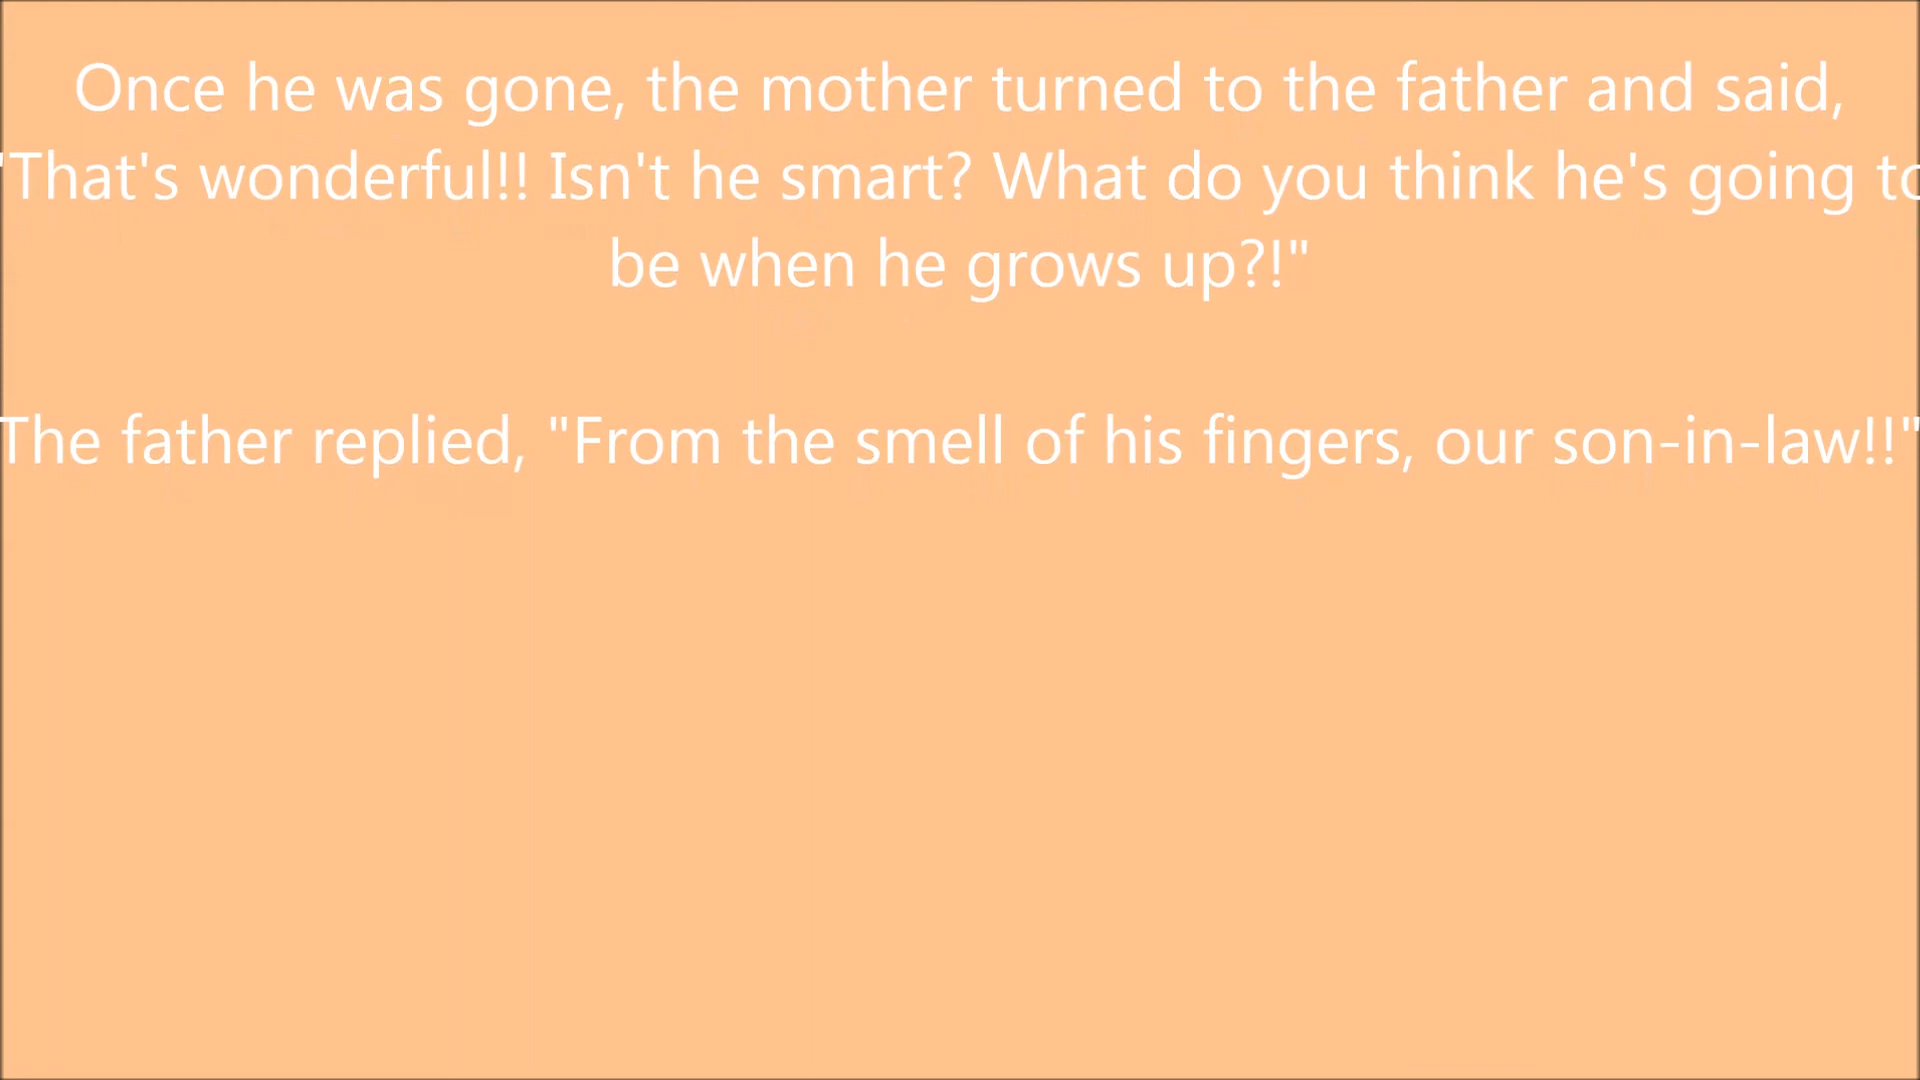 Once he was gone, the mother turned to the father and said,
"That's wonderful!! Isn't he smart? What do you think he's going to
be when he grows up?!"
The father replied, "From the smell of his fingers, our son-in-law!!"